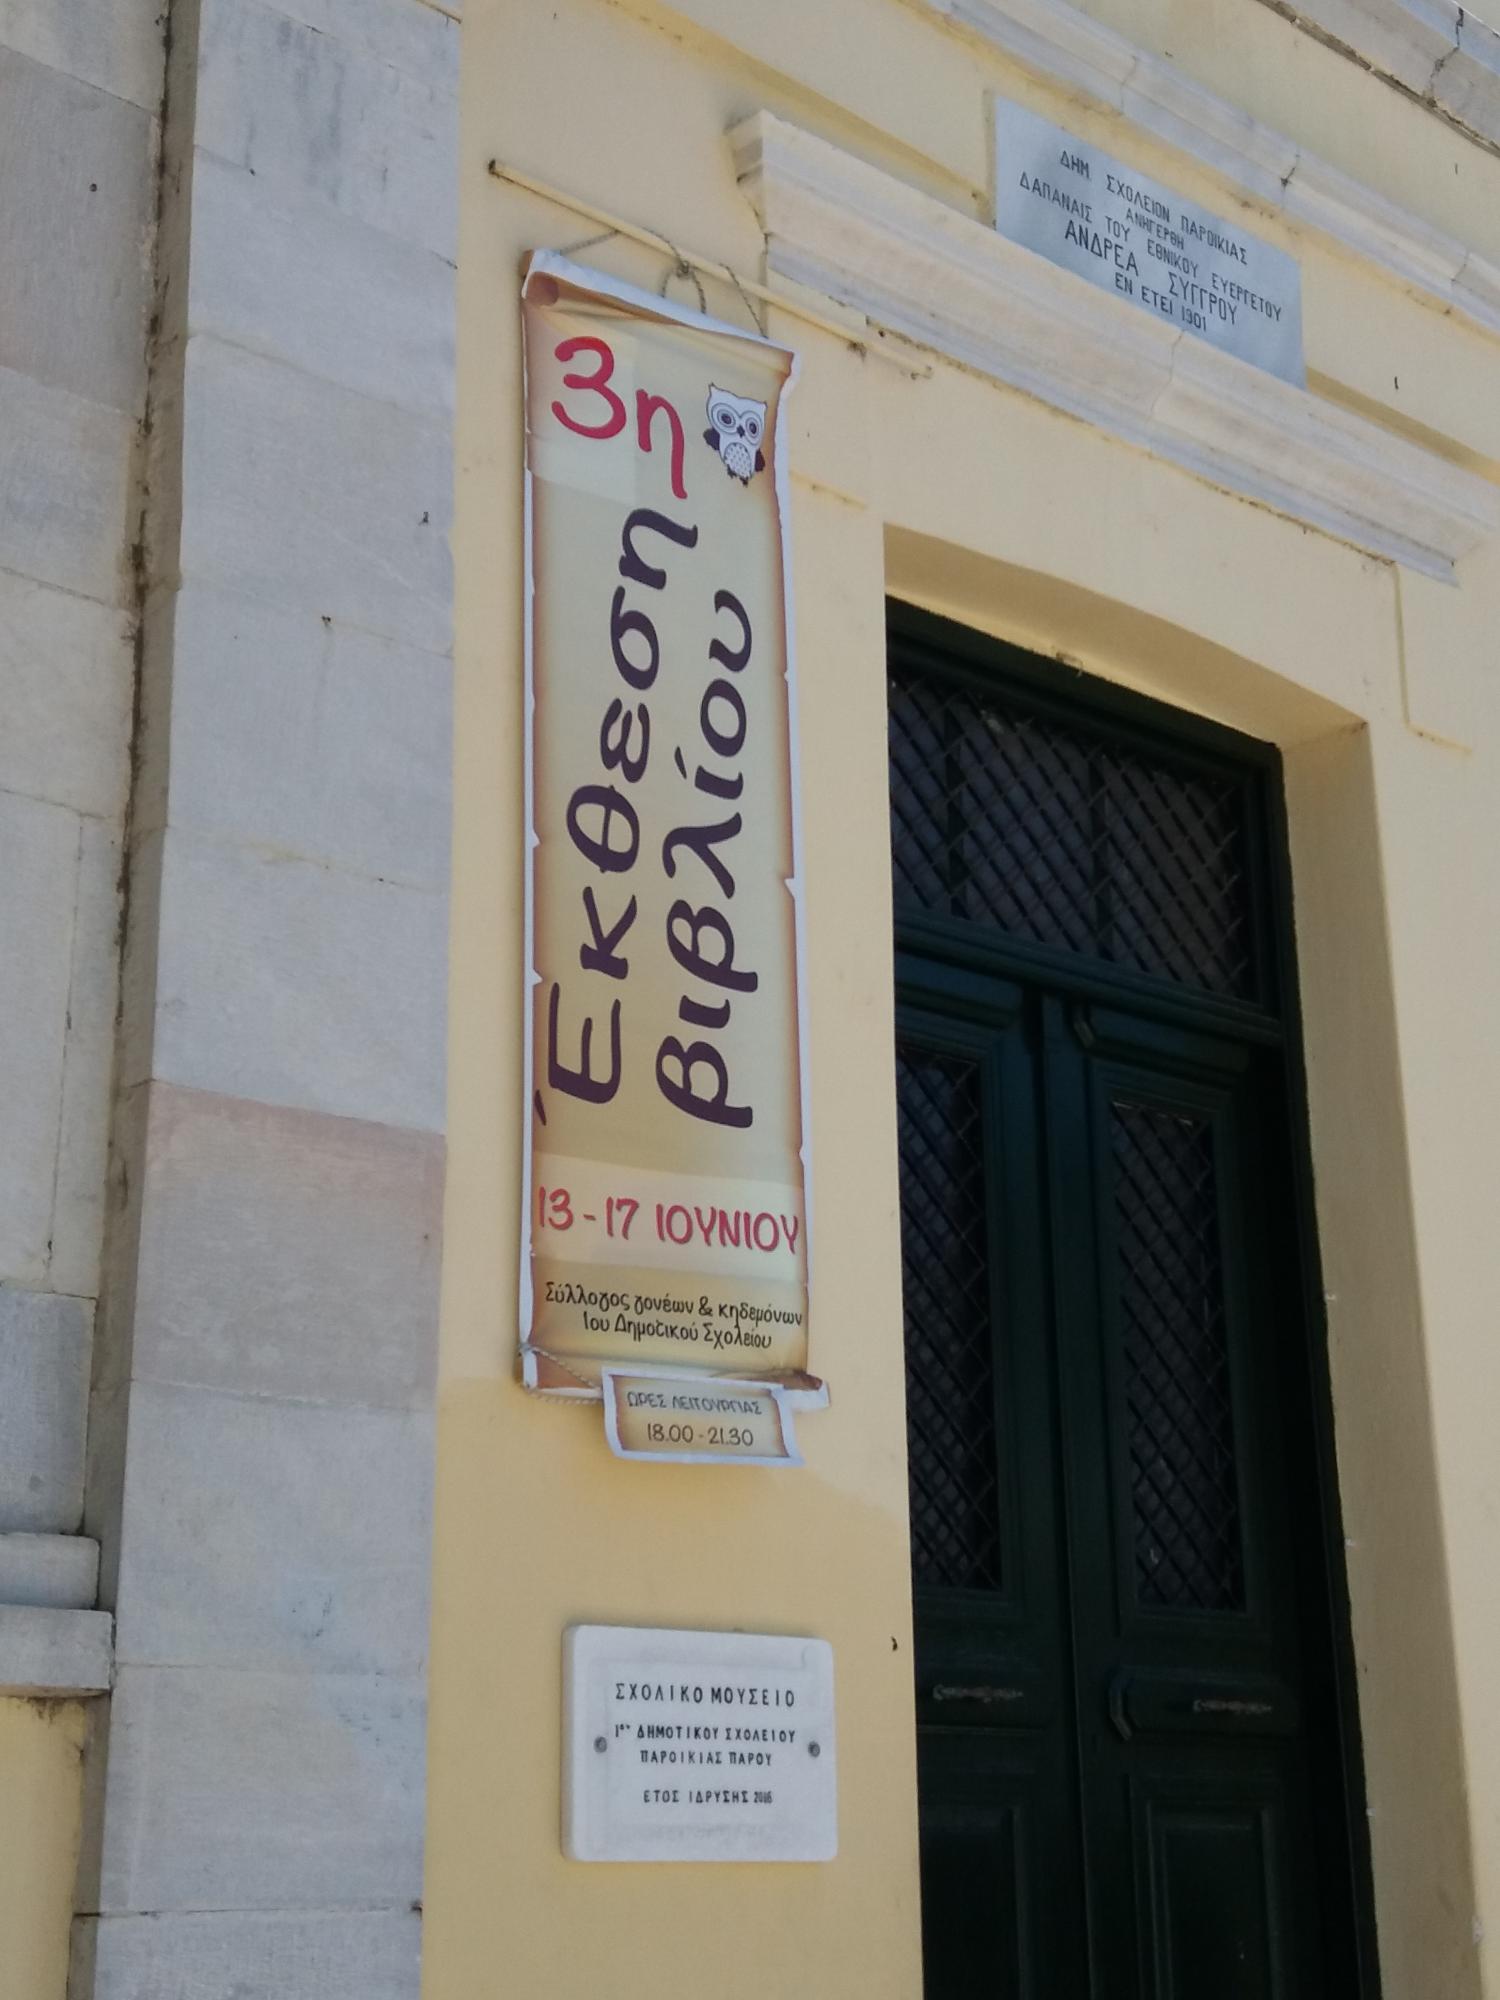 ΔΗΜ. ΣΧΟΛΕΙΟΝ ΠΑΡΟΙΚΙΑΣ
ΑΝΗΓΕΡΘΗ
ΔΑΠΑΝΑΙΣ ΤΟΥ ΕΘΝΙΚΟΥ ΕΥΕΡΓΕΤΟΥ
ΑΝΔΡΕΑ ΣΥΓΓΡΟΥ
ΕΝ ΕΤΕΙ 1901
3η
Έκθεση
βιβλίου
13-17 ΙΟΥΝΙΟΥ
Σύλλογος γονέων & κηδεμόνων
1ου Δημοτικού Σχολείου
ΩΡΕΣ ΛΕΙΤΟΥΡΓΙΑΣ
18.00-21.30
ΣΧΟΛΙΚΟ ΜΟΥΣΕΙΟ
1ου ΔΗΜΟΤΙΚΟΥ ΣΧΟΛΕΙΟΥ
ΠΑΡΟΙΚΙΑΣ ΠΑΡΟΥ
ΕΤΟΣ ΙΔΡΥΣΗΣ